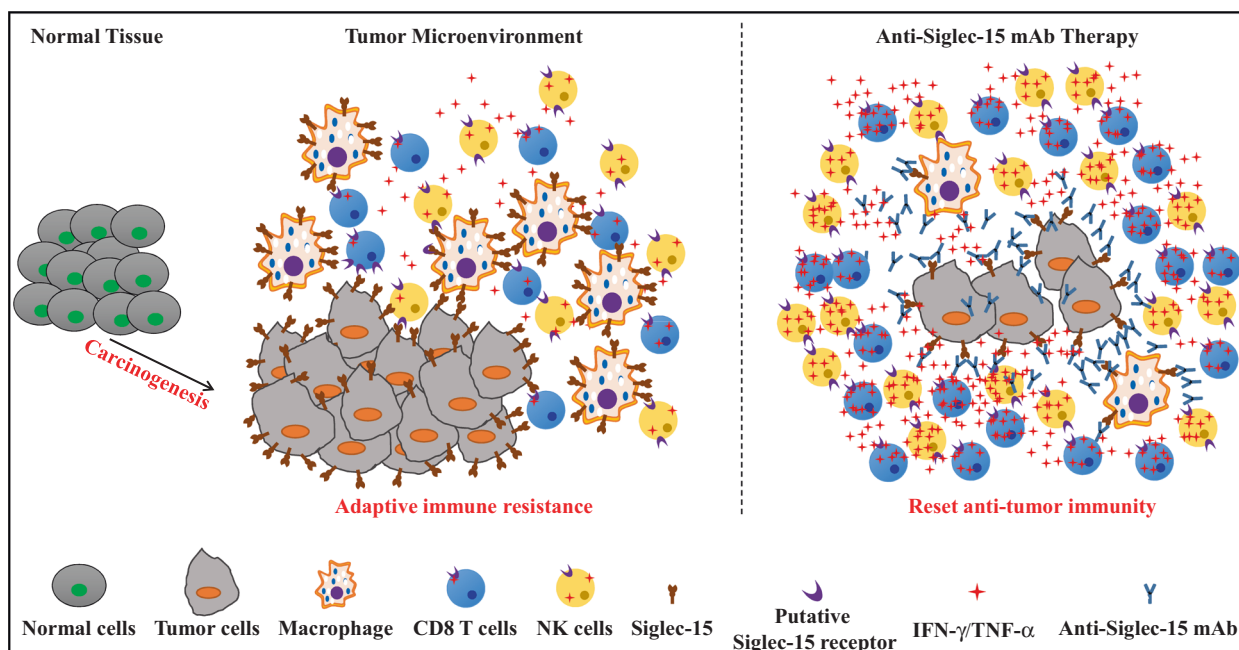 Normal Tissue
Tumor Microenvironment
Anti-Siglec-15 mAb Therapy
Carcinogenesis
Adaptive immune resistance
Reset anti-tumor immunity
Normal cells
Tumor cells
Macrophage
CD8 T cells
NK cells
Siglec-15
Putative
Siglec-15 receptor
IFN-γ/TNF-α
Anti-Siglec-15 mAb